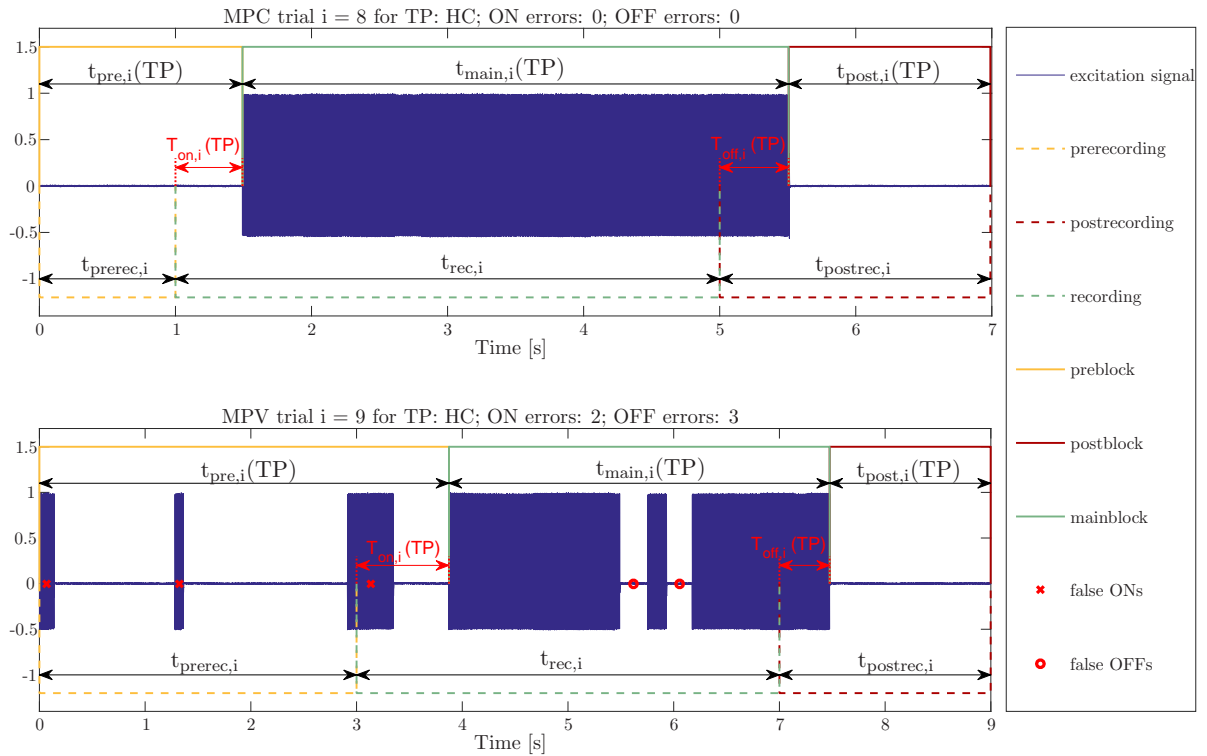 MPC trial i = 8 for TP: HC; ON errors: 0; OFF errors: 0
1.5
1
0.5
0
-0.5
-1
t_pre,i(TP)
t_main,i(TP)
t_post,i(TP)
T_on,i (TP)
T_off,i (TP)
t_prerec,i
t_rec,i
t_postrec,i
0 1 2 3 4 5 6 7
Time [s]
MPV trial i = 9 for TP: HC; ON errors: 2; OFF errors: 3
1.5
1
0.5
0
-0.5
-1
t_pre,i(TP)
t_main,i(TP)
t_post,i(TP)
T_on,i (TP)
T_off,i (TP)
t_prerec,i
t_rec,i
t_postrec,i
0 1 2 3 4 5 6 7 8 9
Time [s]
excitation signal
prerecording
postrecording
recording
preblock
postblock
mainblock
false ONs
false OFFs